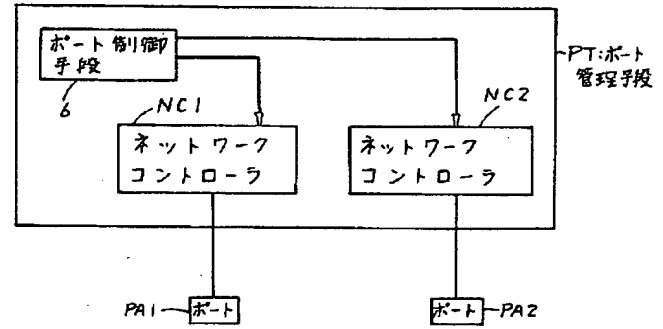 ポート制御
手段
6
PT:ポート
管理手段
NC1
ネットワーク
コントローラ
NC2
ネットワーク
コントローラ
PA1
ポート
ポート
PA2